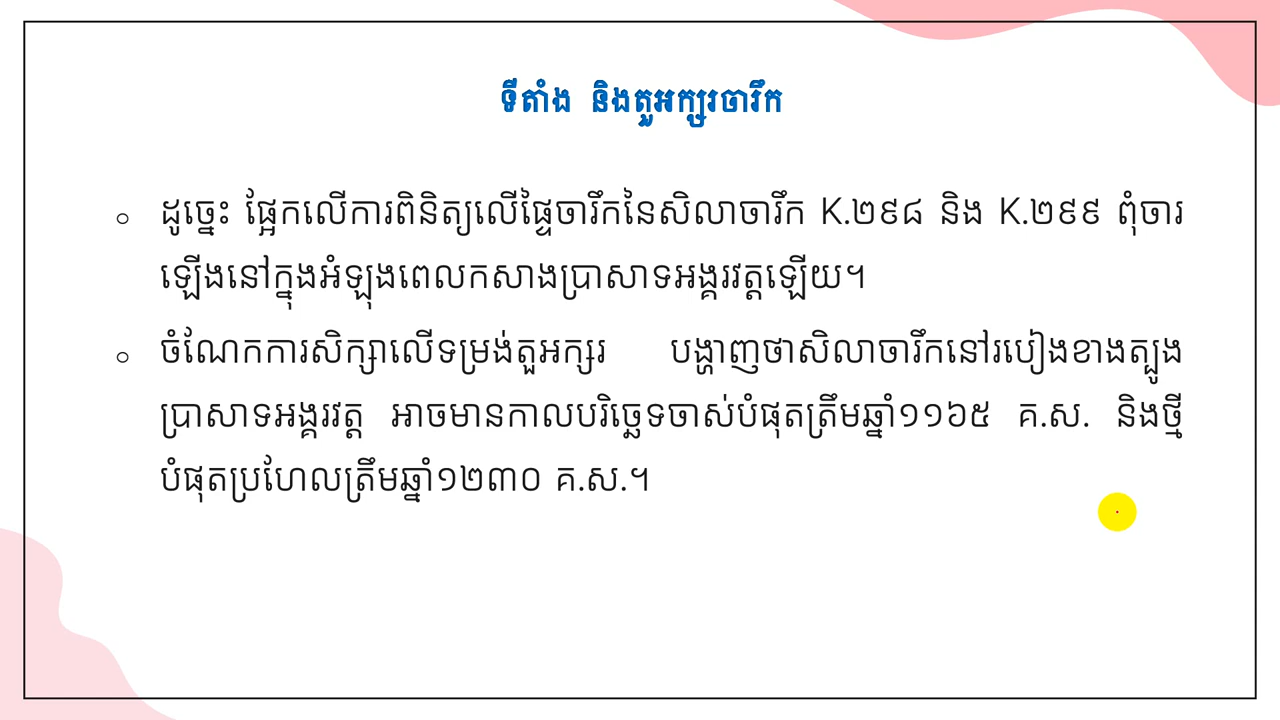 ទីតាំង និងតួអក្សរចារឹក
ដូច្នេះ ផ្អែកលើការពិនិត្យលើផ្ទៃចារឹកនៃសិលាចារឹក K.២៩៨ និង K.២៩៩ ពុំចារ
ឡើងនៅក្នុងអំឡុងពេលកសាងប្រាសាទអង្គរវត្តឡើយ។
ចំណែកការសិក្សាលើទម្រង់តួអក្សរ បង្ហាញថាសិលាចារឹកនៅរបៀងខាងត្បូង
ប្រាសាទអង្គរវត្ត អាចមានកាលបរិច្ឆេទចាស់បំផុតត្រឹមឆ្នាំ១១៦៥ គ.ស. និងថ្មី
បំផុតប្រហែលត្រឹមឆ្នាំ១២៣០ គ.ស.។